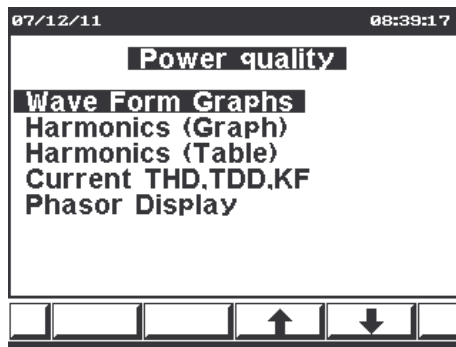 07/12/11 08:39:17
Power quality
Wave Form Graphs
Harmonics (Graph)
Harmonics (Table)
Current THD,TDD,KF
Phasor Display